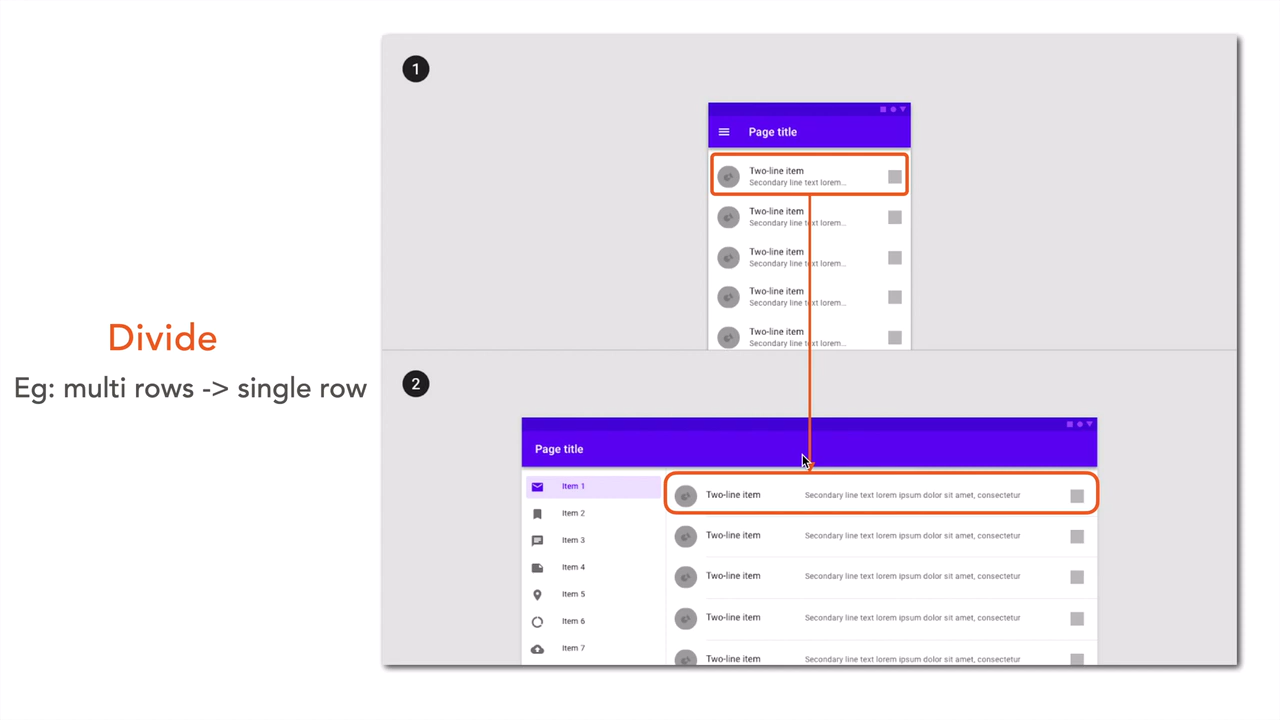 Divide
Eg: multi rows -> single row
1
Page title
Two-line item
Secondary line text lorem...
Two-line item
Secondary line text lorem...
Two-line item
Secondary line text lorem...
Two-line item
Secondary line text lorem...
Two-line item
Secondary line text lorem...
2
Page title
Item 1
Item 2
Item 3
Item 4
Item 5
Item 6
Item 7
Two-line item Secondary line text lorem ipsum dolor sit amet, consectetur
Two-line item Secondary line text lorem ipsum dolor sit amet, consectetur
Two-line item Secondary line text lorem ipsum dolor sit amet, consectetur
Two-line item Secondary line text lorem ipsum dolor sit amet, consectetur
Two-line item Secondary line text lorem ipsum dolor sit amet, consectetur